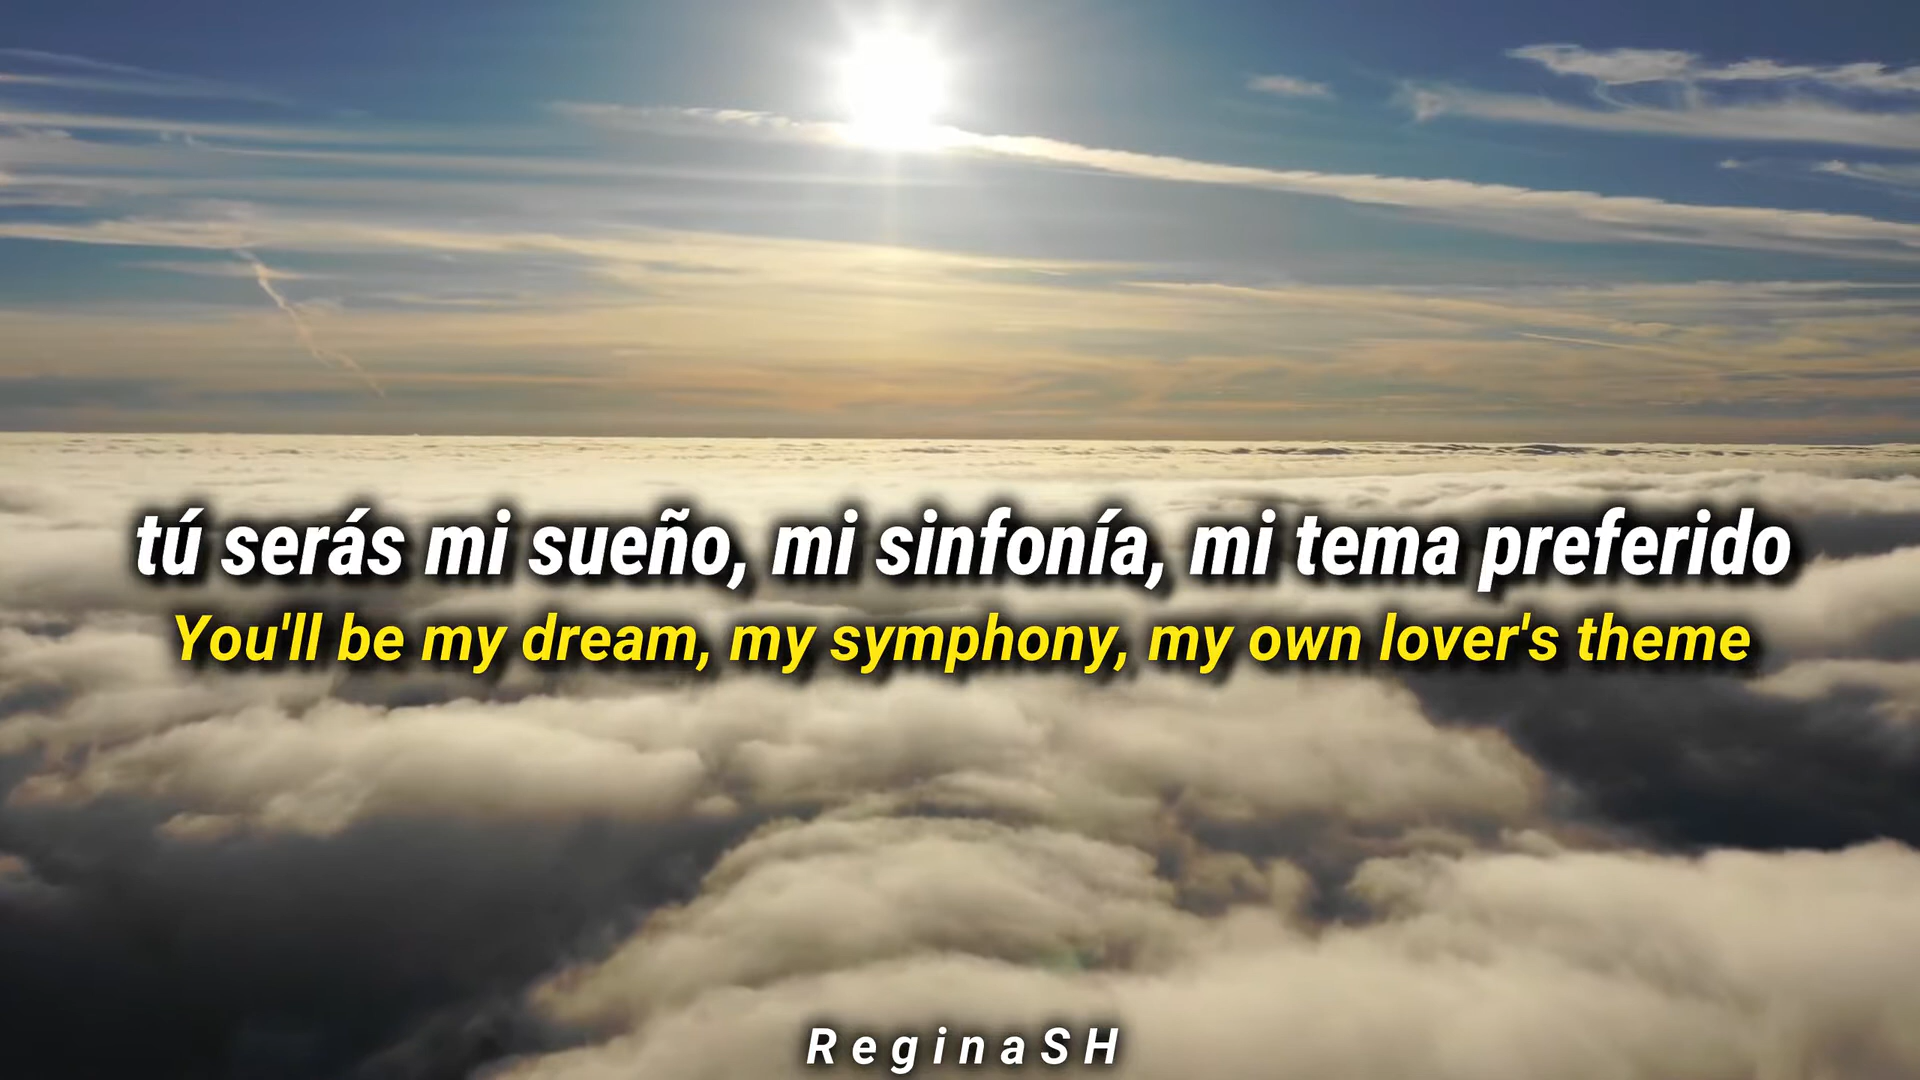 tú serás mi sueño, mi sinfonía, mi tema preferido
You'll be my dream, my symphony, my own lover's theme
ReginaSH